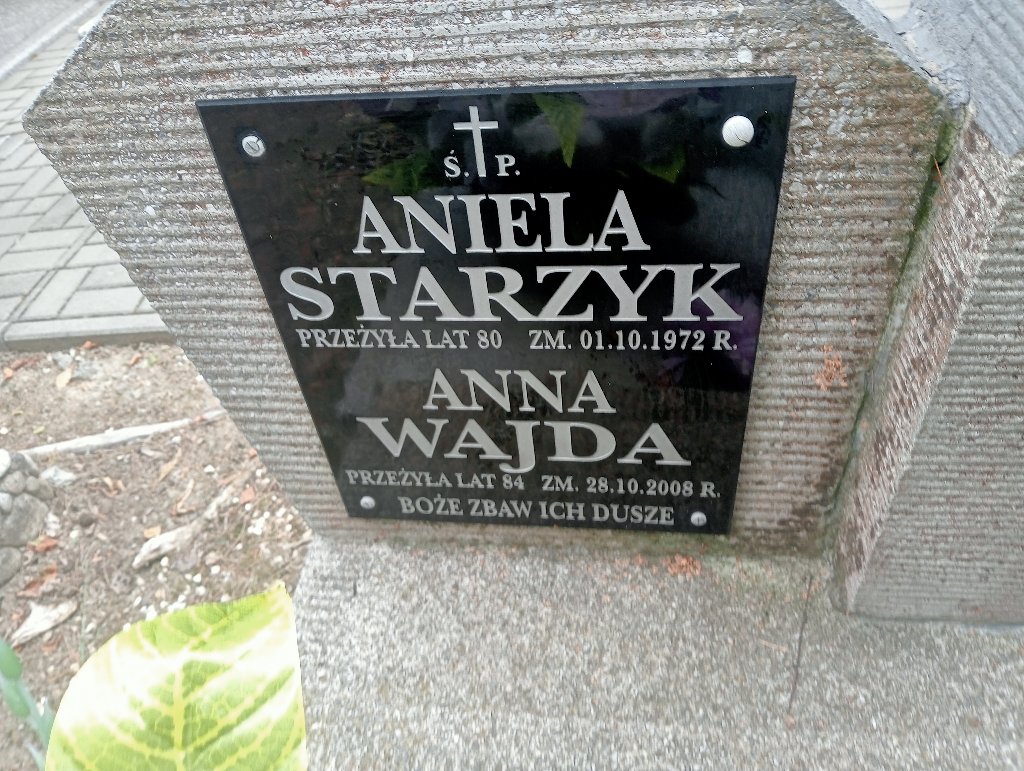 Ś. P.
ANIELA
STARZYK
PRZEŻYŁA LAT 80 ZM. 01.10.1972 R.
ANNA
WAJDA
PRZEŻYŁA LAT 84 ZM. 28.10.2008 R.
BOŻE ZBAW ICH DUSZE